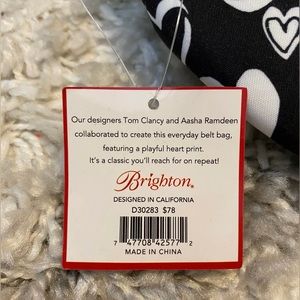 Our designers Tom Clancy and Aasha Ramdeen
collaborated to create this everyday belt bag,
featuring a playful heart print.
It's a classic you'll reach for on repeat!
Brighton®
DESIGNED IN CALIFORNIA
D30283 $78
7 47708 42577 2
MADE IN CHINA